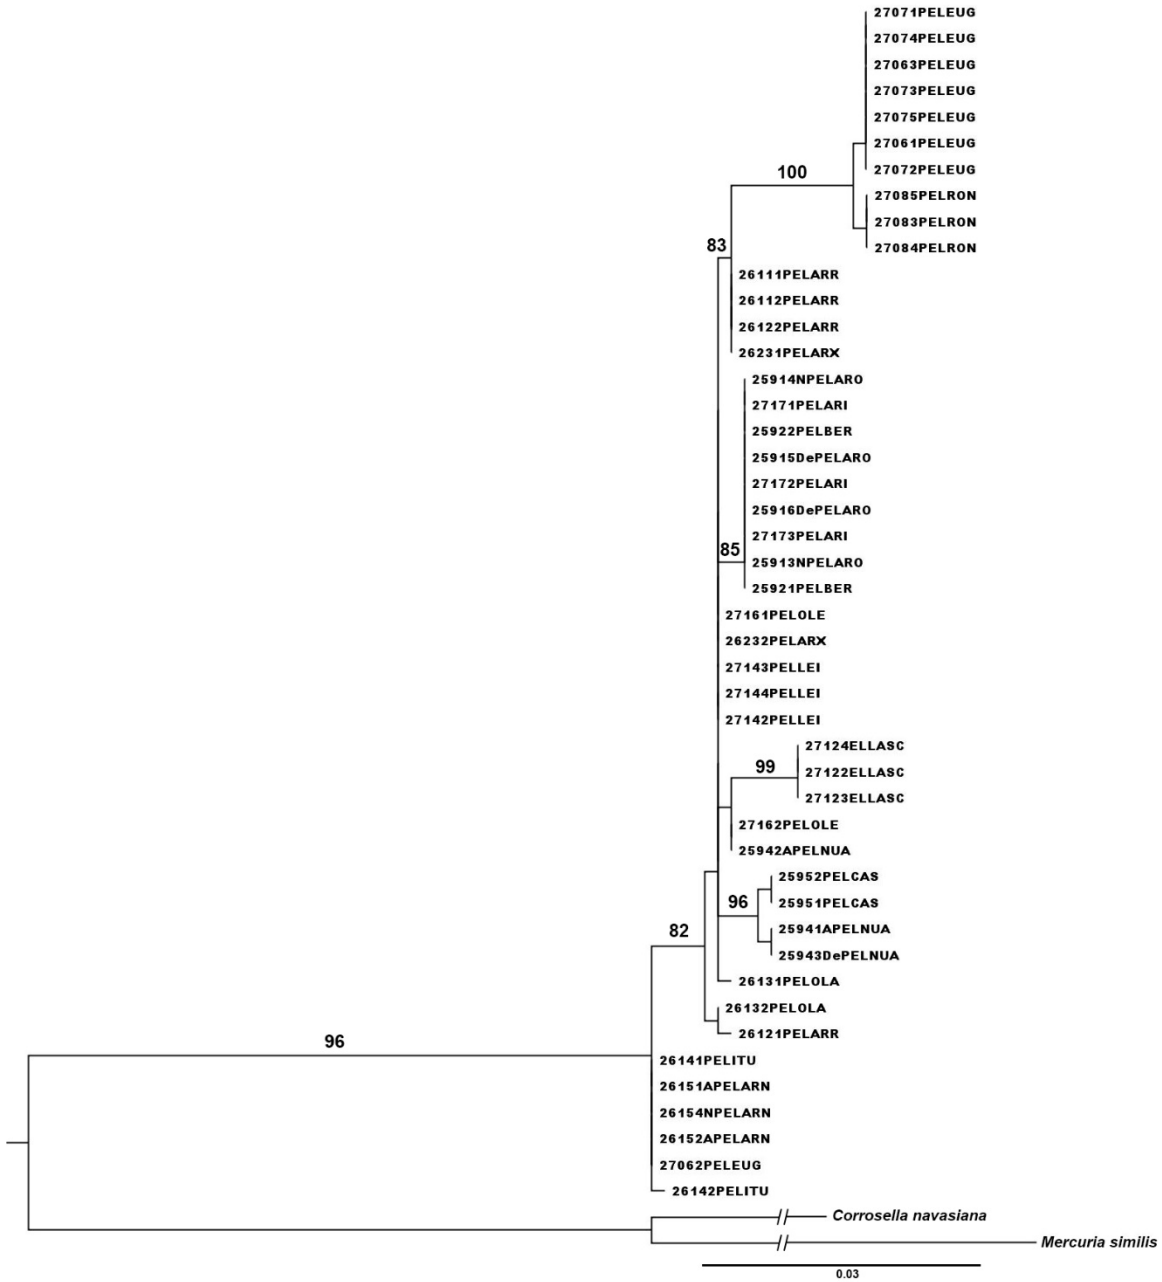 27071PELEUG
27074PELEUG
27063PELEUG
27073PELEUG
27075PELEUG
27061PELEUG
27072PELEUG
100
27085PELRON
27083PELRON
27084PELRON
83
26111PELARR
26112PELARR
26122PELARR
26231PELARX
25914NPELARO
27171PELARI
25922PELBER
25915DePELARO
27172PELARI
25916DePELARO
27173PELARI
85
25913NPELARO
25921PELBER
27161PELOLE
26232PELARX
27143PELLEI
27144PELLEI
27142PELLEI
27124ELLASC
99
27122ELLASC
27123ELLASC
27162PELOLE
25942APELNUA
25952PELCAS
96
25951PELCAS
25941APELNUA
82
25943DePELNUA
26131PELOLA
26132PELOLA
26121PELARR
96
26141PELITU
26151APELARN
26154NPELARN
26152APELARN
27062PELEUG
26142PELITU
Corrosella navasiana
Mercuria similis
0.03